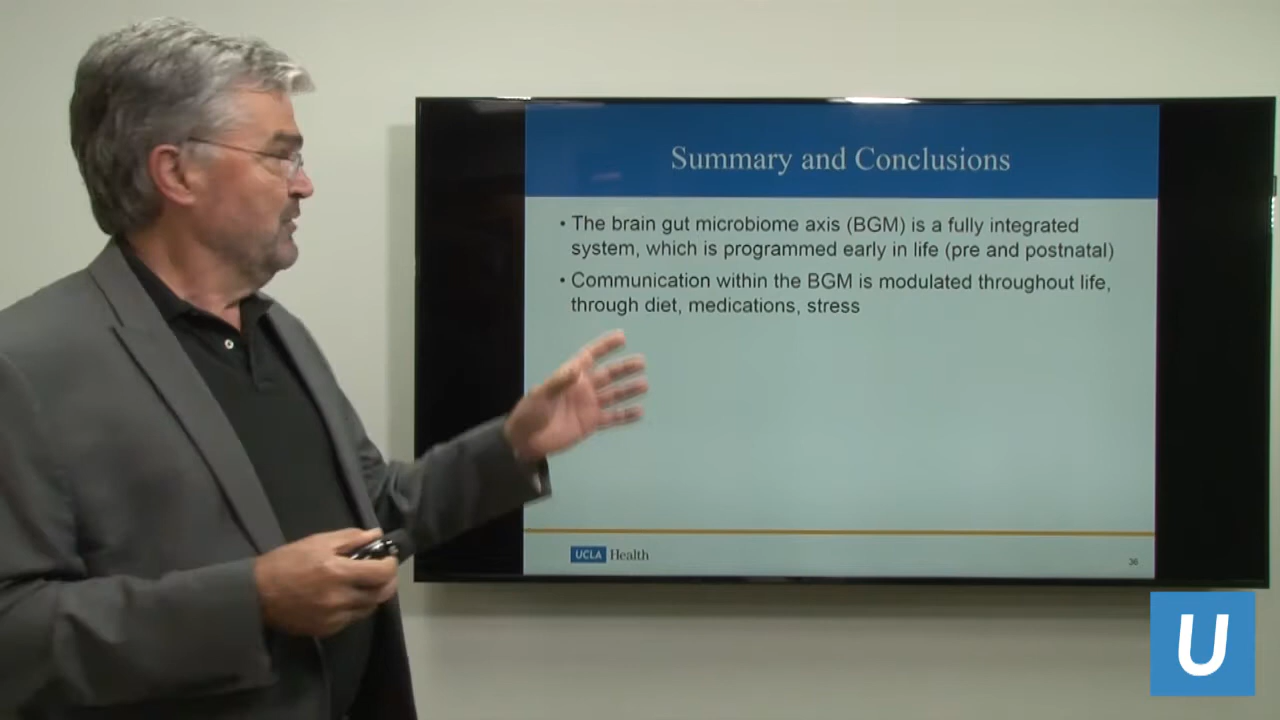 Summary and Conclusions
• The brain gut microbiome axis (BGM) is a fully integrated
system, which is programmed early in life (pre and postnatal)
• Communication within the BGM is modulated throughout life,
through diet, medications, stress
UCLA Health
36
U